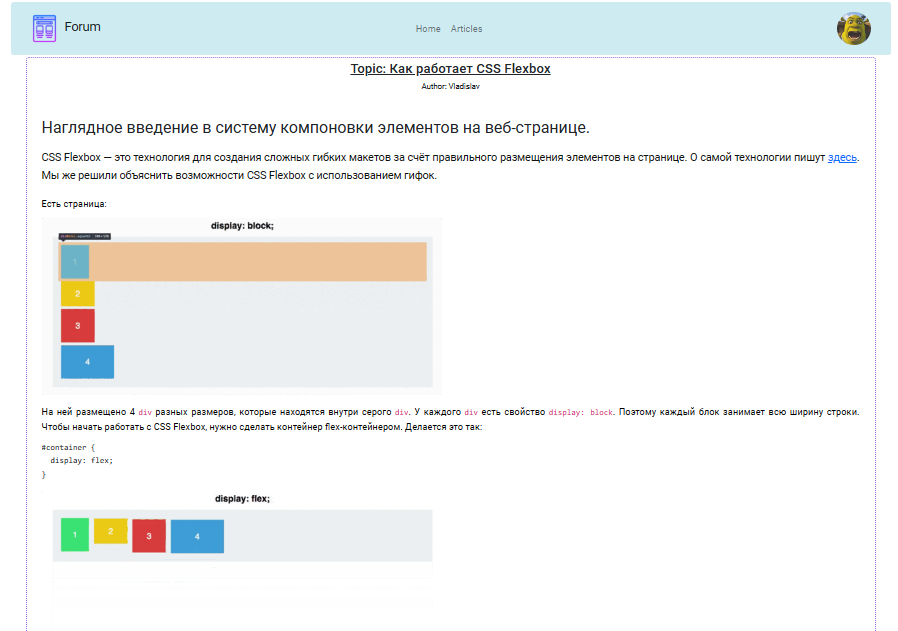 Forum
Home Articles
Topic: Как работает CSS Flexbox
Author: Vladislav
Наглядное введение в систему компоновки элементов на веб-странице.
CSS Flexbox — это технология для создания сложных гибких макетов за счёт правильного размещения элементов на странице. О самой технологии пишут здесь.
Мы же решили объяснить возможности CSS Flexbox с использованием гифок.
Есть страница:
display: block;
1
2
3
4
На ней размещено 4 div разных размеров, которые находятся внутри серого div. У каждого div есть свойство display: block. Поэтому каждый блок занимает всю ширину строки.
Чтобы начать работать с CSS Flexbox, нужно сделать контейнер flex-контейнером. Делается это так:
#container {
display: flex;
}
display: flex;
1 2 3 4